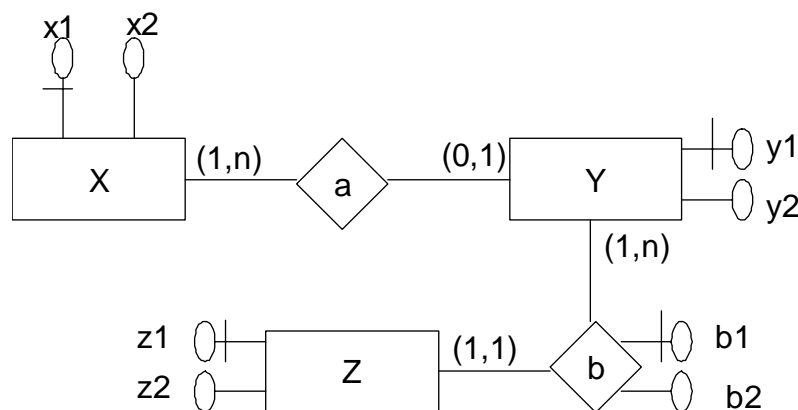 x1 x2
(1,n) (0,1) y1
X a Y
y2
(1,n)
z1 (1,1) b1
Z b
z2 b2